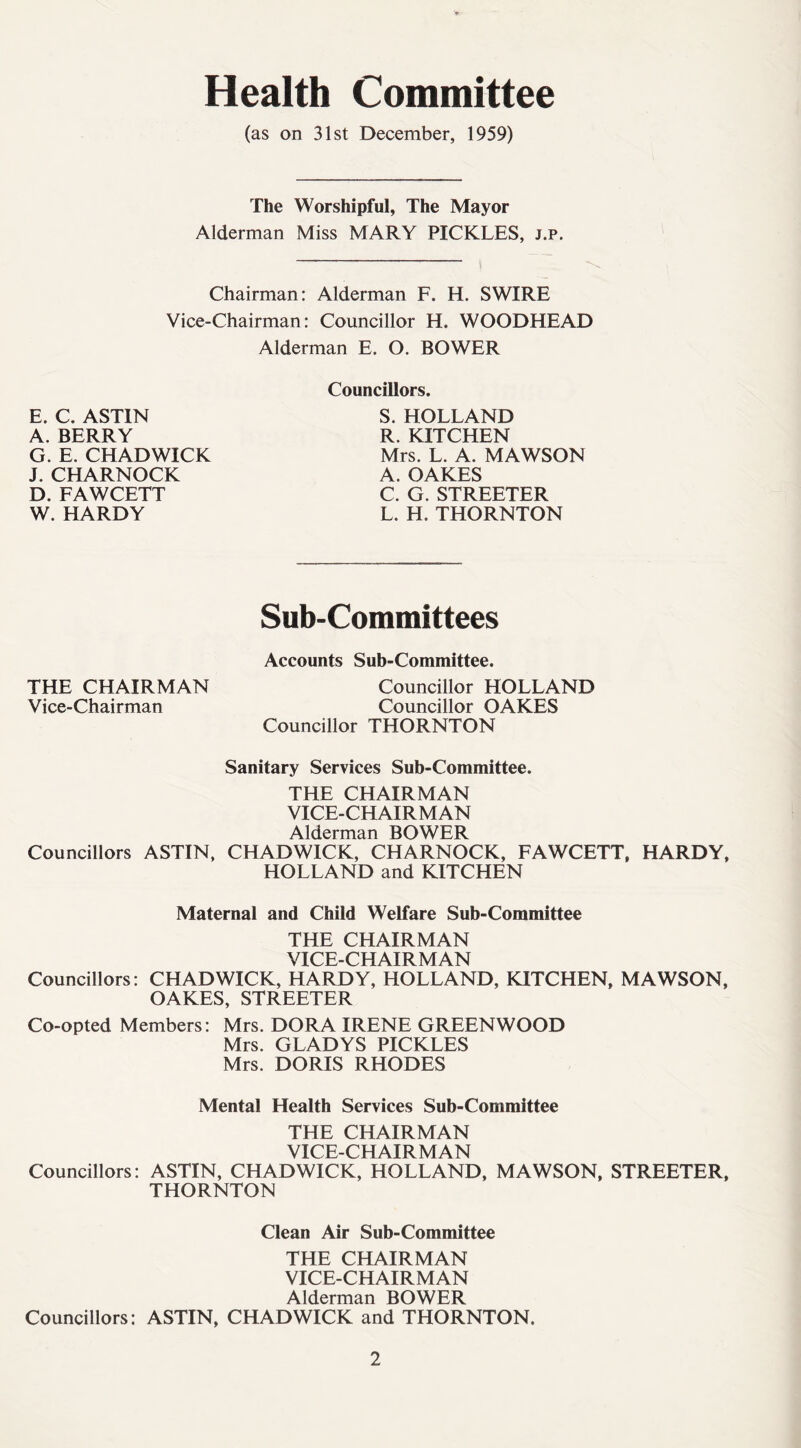 Health Committee
(as on 31st December, 1959)
The Worshipful, The Mayor
Alderman Miss MARY PICKLES, J.P.
Chairman: Alderman F. H. SWIRE
Vice-Chairman: Councillor H. WOODHEAD
Alderman E. O. BOWER
Councillors.
E. C. ASTIN
A. BERRY
G. E. CHADWICK
J. CHARNOCK
D. FAWCETT
W. HARDY
S. HOLLAND
R. KITCHEN
Mrs. L. A. MAWSON
A. OAKES
C. G. STREETER
L. H. THORNTON
Sub-Committees
Accounts Sub-Committee.
THE CHAIRMAN Councillor HOLLAND
Vice-Chairman Councillor OAKES
Councillor THORNTON
Sanitary Services Sub-Committee.
THE CHAIRMAN
VICE-CHAIRMAN
Alderman BOWER
Councillors ASTIN, CHADWICK, CHARNOCK, FAWCETT, HARDY,
HOLLAND and KITCHEN
Maternal and Child Welfare Sub-Committee
THE CHAIRMAN
VICE-CHAIRMAN
Councillors: CHADWICK, HARDY, HOLLAND, KITCHEN, MAWSON,
OAKES, STREETER
Co-opted Members: Mrs. DORA IRENE GREENWOOD
Mrs. GLADYS PICKLES
Mrs. DORIS RHODES
Mental Health Services Sub-Committee
THE CHAIRMAN
VICE-CHAIRMAN
Councillors: ASTIN, CHADWICK, HOLLAND, MAWSON, STREETER,
THORNTON
Clean Air Sub-Committee
THE CHAIRMAN
VICE-CHAIRMAN
Alderman BOWER
Councillors: ASTIN, CHADWICK and THORNTON.
2